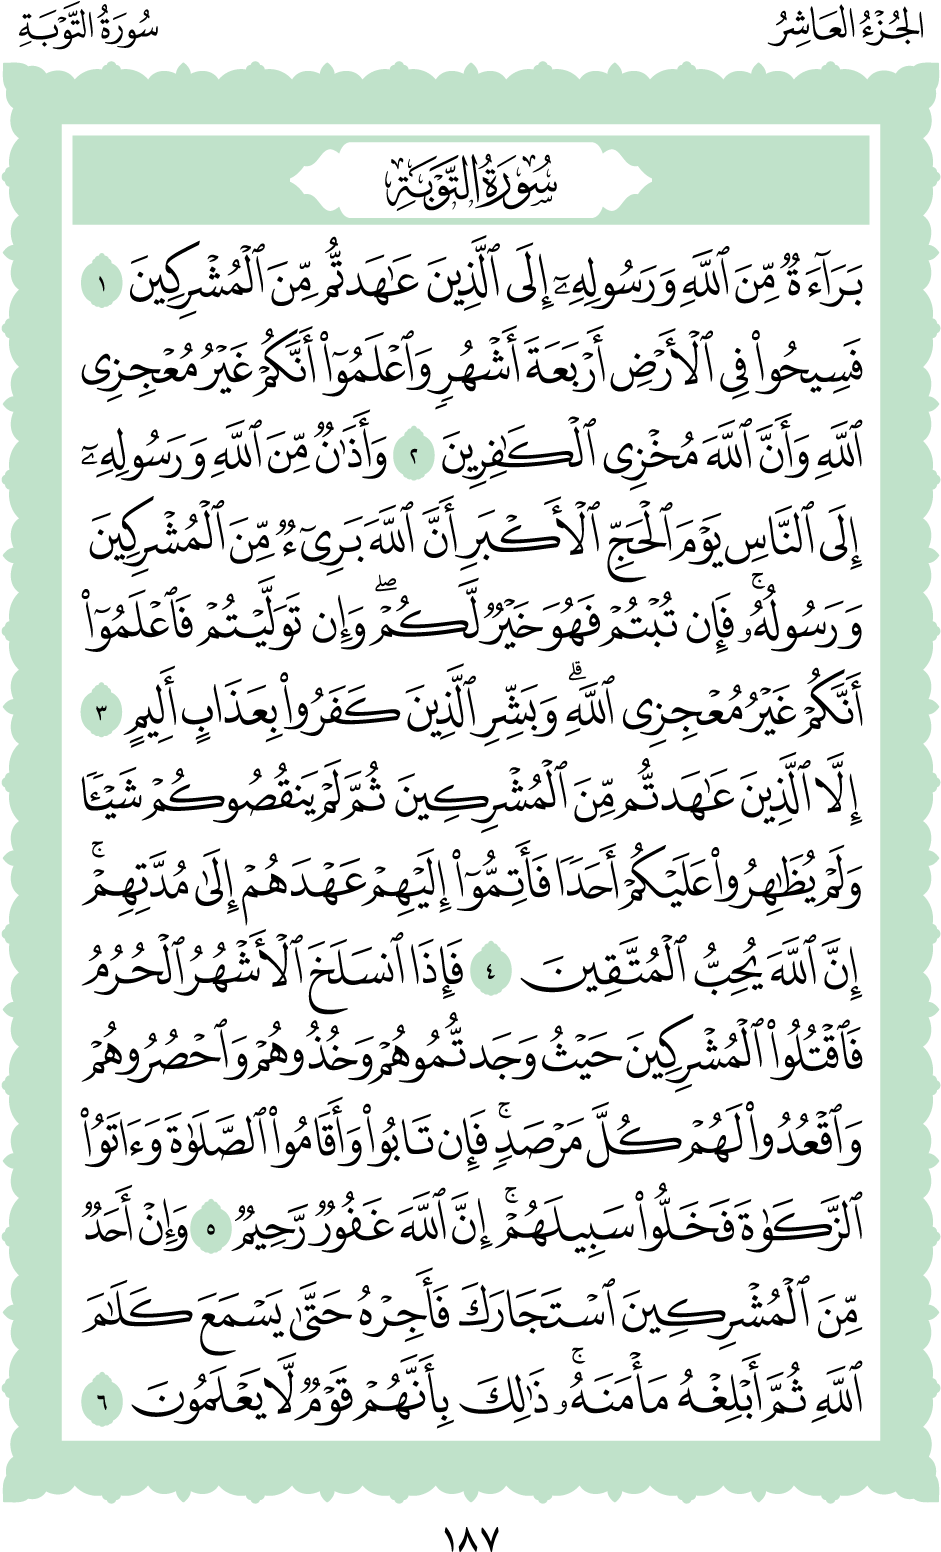 الجُزْءُ العَاشِرُ
سُورَةُ التَّوْبَةِ
سُورَةُ التَّوۡبَةِ
بَرَآءَةٞ مِّنَ ٱللَّهِ وَرَسُولِهِۦٓ إِلَى ٱلَّذِينَ عَٰهَدتُّم مِّنَ ٱلۡمُشۡرِكِينَ ١
فَسِيحُواْ فِي ٱلۡأَرۡضِ أَرۡبَعَةَ أَشۡهُرٖ وَٱعۡلَمُوٓاْ أَنَّكُمۡ غَيۡرُ مُعۡجِزِي
ٱللَّهِ وَأَنَّ ٱللَّهَ مُخۡزِي ٱلۡكَٰفِرِينَ ٢ وَأَذَٰنٞ مِّنَ ٱللَّهِ وَرَسُولِهِۦٓ
إِلَى ٱلنَّاسِ يَوۡمَ ٱلۡحَجِّ ٱلۡأَكۡبَرِ أَنَّ ٱللَّهَ بَرِيٓءٞ مِّنَ ٱلۡمُشۡرِكِينَ
وَرَسُولُهُۥۚ فَإِن تُبۡتُمۡ فَهُوَ خَيۡرٞ لَّكُمۡۖ وَإِن تَوَلَّيۡتُمۡ فَٱعۡلَمُوٓاْ
أَنَّكُمۡ غَيۡرُ مُعۡجِزِي ٱللَّهِۗ وَبَشِّرِ ٱلَّذِينَ كَفَرُواْ بِعَذَابٍ أَلِيمٍ ٣
إِلَّا ٱلَّذِينَ عَٰهَدتُّم مِّنَ ٱلۡمُشۡرِكِينَ ثُمَّ لَمۡ يَنقُصُوكُمۡ شَيۡـٔٗا
وَلَمۡ يُظَٰهِرُواْ عَلَيۡكُمۡ أَحَدٗا فَأَتِمُّوٓاْ إِلَيۡهِمۡ عَهۡدَهُمۡ إِلَىٰ مُدَّتِهِمۡۚ
إِنَّ ٱللَّهَ يُحِبُّ ٱلۡمُتَّقِينَ ٤ فَإِذَا ٱنسَلَخَ ٱلۡأَشۡهُرُ ٱلۡحُرُمُ
فَٱقۡتُلُواْ ٱلۡمُشۡرِكِينَ حَيۡثُ وَجَدتُّمُوهُمۡ وَخُذُوهُمۡ وَٱحۡصُرُوهُمۡ
وَٱقۡعُدُواْ لَهُمۡ كُلَّ مَرۡصَدٖۚ فَإِن تَابُواْ وَأَقَامُواْ ٱلصَّلَوٰةَ وَءَاتَوُاْ
ٱلزَّكَوٰةَ فَخَلُّواْ سَبِيلَهُمۡۚ إِنَّ ٱللَّهَ غَفُورٞ رَّحِيمٞ ٥ وَإِنۡ أَحَدٞ
مِّنَ ٱلۡمُشۡرِكِينَ ٱسۡتَجَارَكَ فَأَجِرۡهُ حَتَّىٰ يَسۡمَعَ كَلَٰمَ
ٱللَّهِ ثُمَّ أَبۡلِغۡهُ مَأۡمَنَهُۥۚ ذَٰلِكَ بِأَنَّهُمۡ قَوۡمٞ لَّا يَعۡلَمُونَ ٦
١٨٧